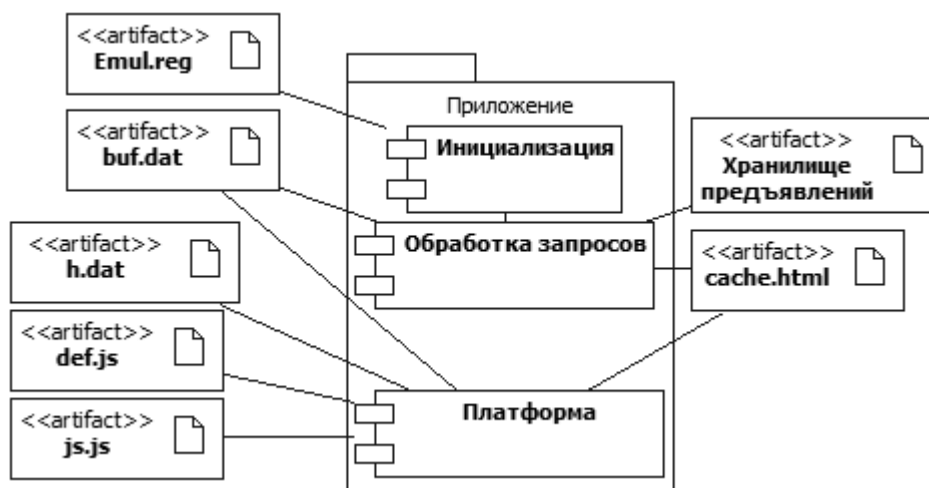 <<artifact>>
Emul.reg
<<artifact>>
buf.dat
<<artifact>>
h.dat
<<artifact>>
def.js
<<artifact>>
js.js
Приложение
Инициализация
Обработка запросов
Платформа
<<artifact>>
Хранилище
предъявлений
<<artifact>>
cache.html